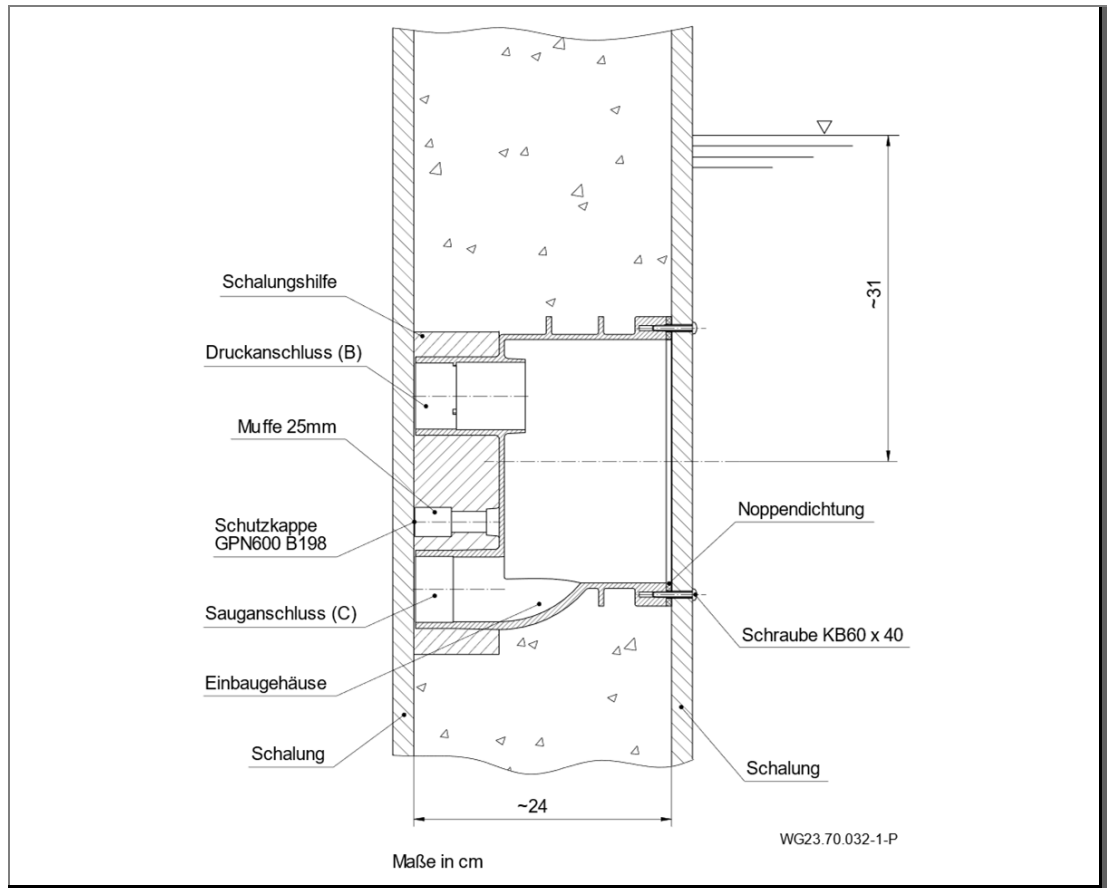 Schalungshilfe
Druckanschluss (B)
Muffe 25mm
Schutzkappe
GPN600 B198
Sauganschluss (C)
Einbaugehäuse
Schalung
~31
Noppendichtung
Schraube KB60 x 40
Schalung
~24
WG23.70.032-1-P
Maße in cm